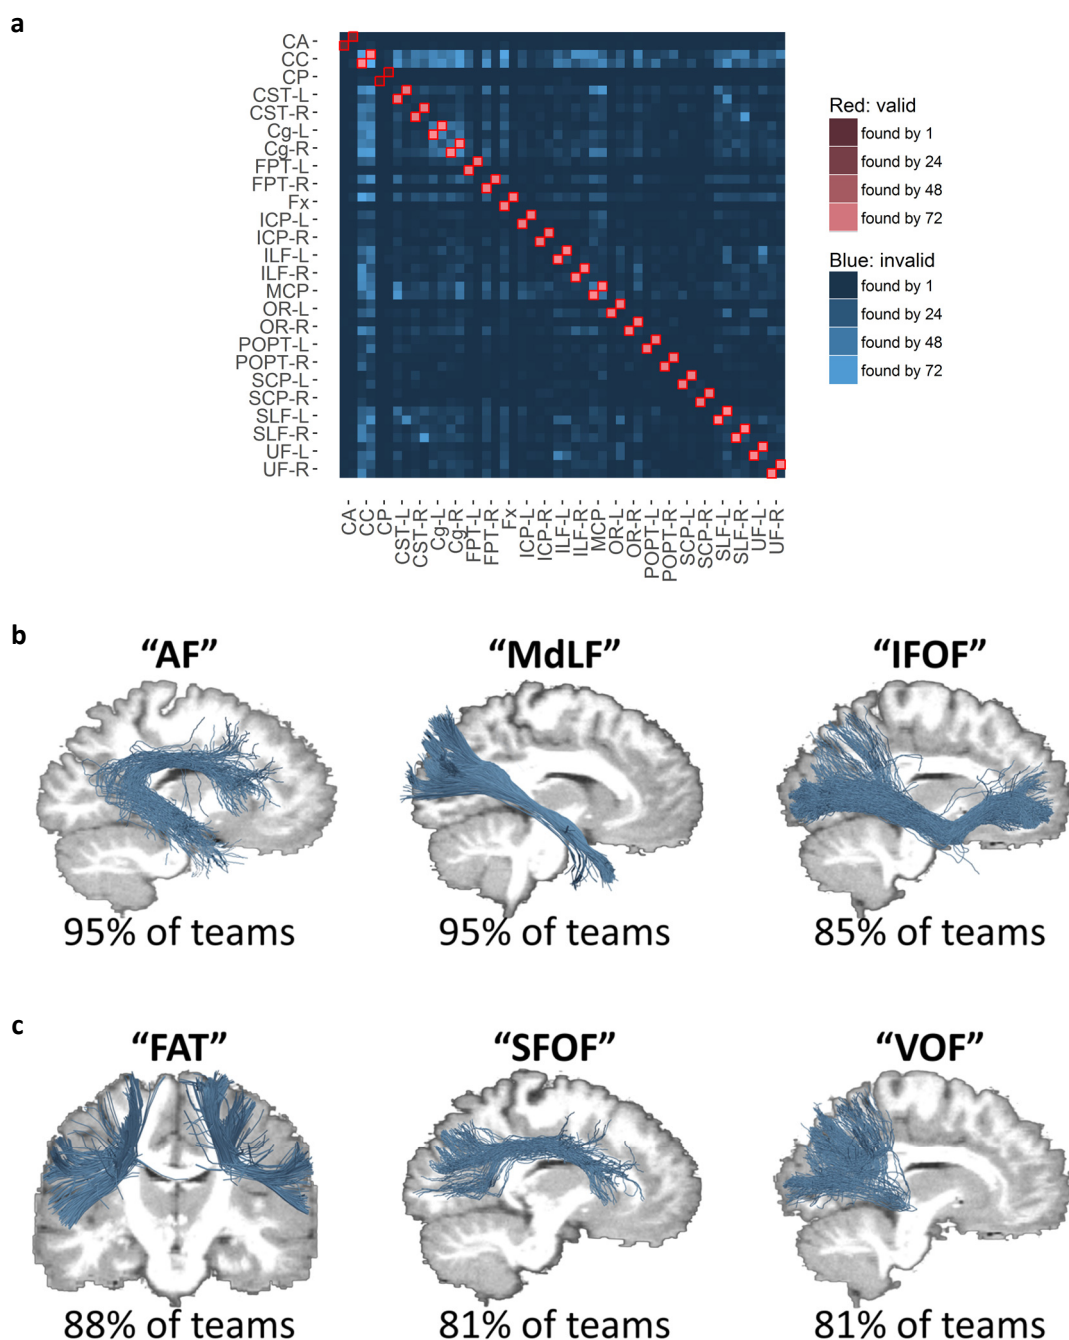 a
CA
CC
CP
CST-L
CST-R
Cg-L
Cg-R
FPT-L
FPT-R
Fx
ICP-L
ICP-R
ILF-L
ILF-R
MCP
OR-L
OR-R
POPT-L
POPT-R
SCP-L
SCP-R
SLF-L
SLF-R
UF-L
UF-R
CA
CC
CP
CST-L
CST-R
Cg-L
Cg-R
FPT-L
FPT-R
Fx
ICP-L
ICP-R
ILF-L
ILF-R
MCP
OR-L
OR-R
POPT-L
POPT-R
SCP-L
SCP-R
SLF-L
SLF-R
UF-L
UF-R
Red: valid
found by 1
found by 24
found by 48
found by 72
Blue: invalid
found by 1
found by 24
found by 48
found by 72
b
“AF” “MdLF” “IFOF”
95% of teams 95% of teams 85% of teams
c
“FAT” “SFOF” “VOF”
88% of teams 81% of teams 81% of teams